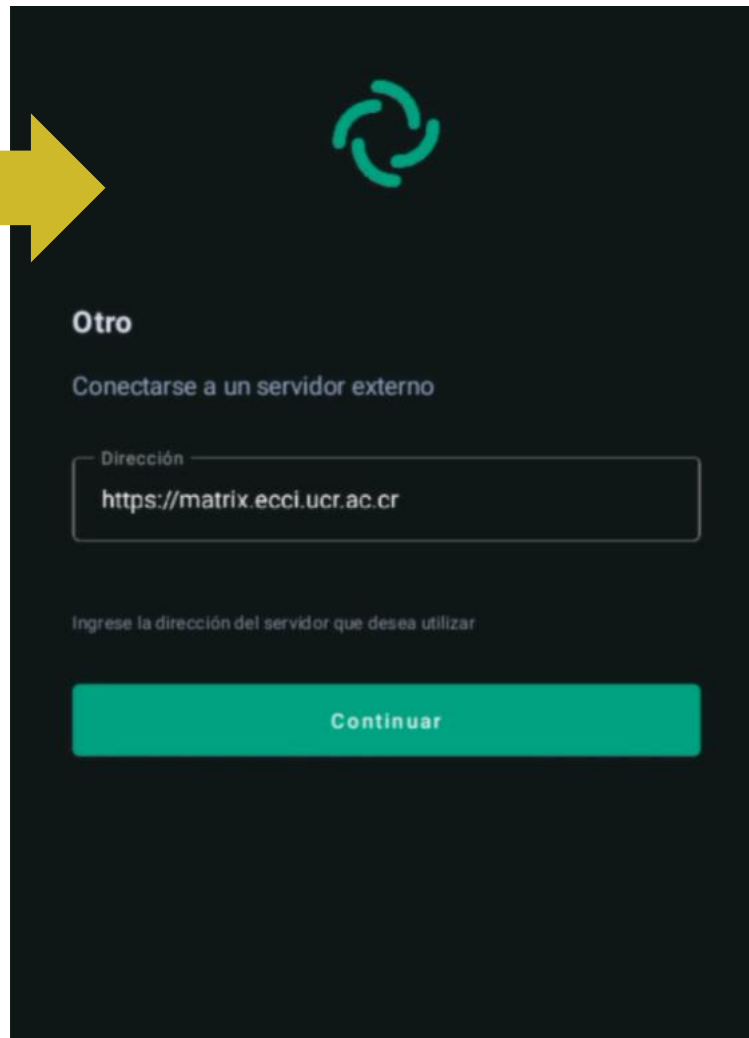 Otro
Conectarse a un servidor externo
Dirección
https://matrix.ecci.ucr.ac.cr
Ingrese la dirección del servidor que desea utilizar
Continuar